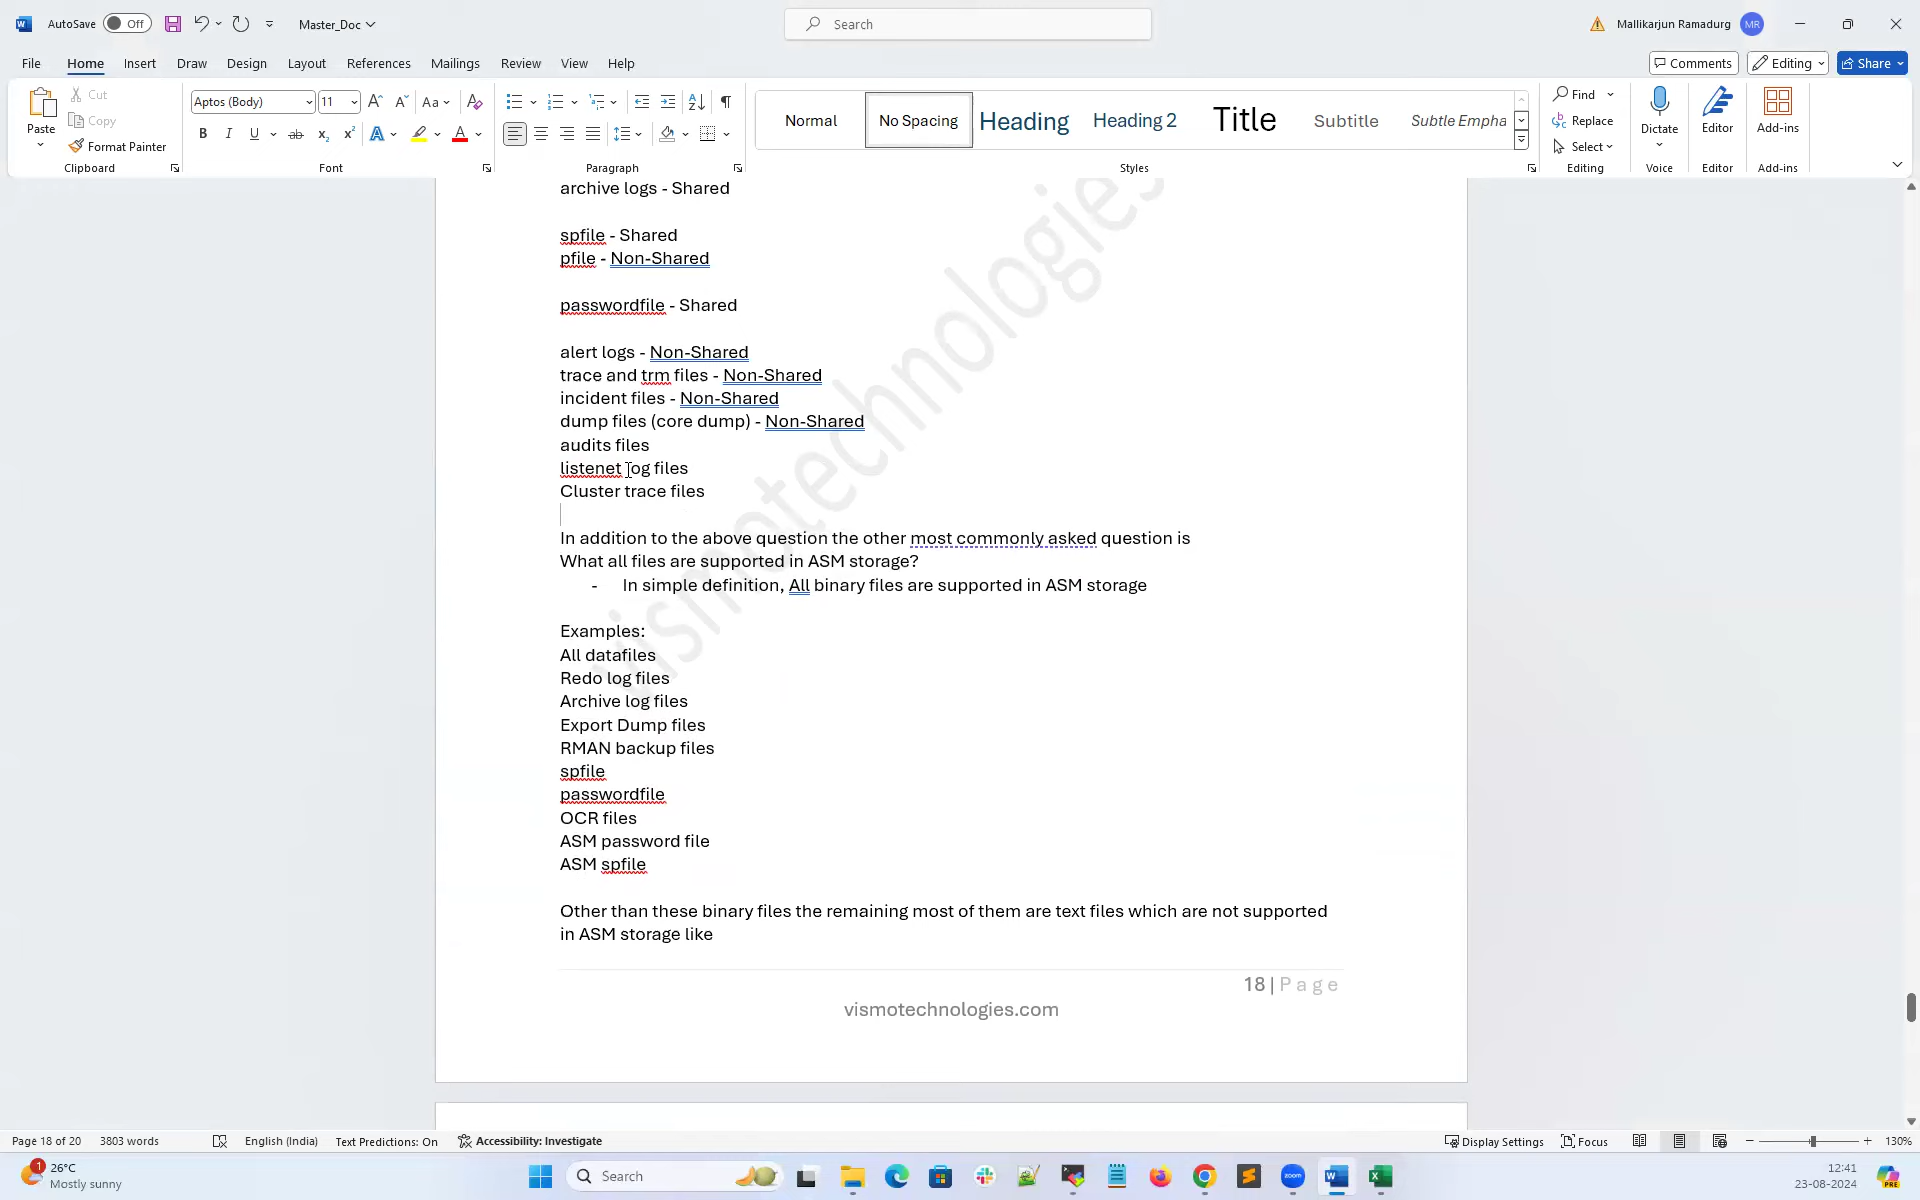 AutoSave Off Master_Doc Search Mallikarjun Ramadurg MR
File Home Insert Draw Design Layout References Mailings Review View Help Comments Editing Share
Paste Cut Copy Format Painter Clipboard
Aptos (Body) 11 Aa Font
Paragraph
Normal No Spacing Heading Heading 2 Title Subtitle Subtle Empha Styles
Find Replace Select Editing
Dictate Voice
Editor Editor
Add-ins Add-ins
archive logs - Shared
spfile - Shared
pfile - Non-Shared
passwordfile - Shared
alert logs - Non-Shared
trace and trm files - Non-Shared
incident files - Non-Shared
dump files (core dump) - Non-Shared
audits files
listenet log files
Cluster trace files
In addition to the above question the other most commonly asked question is
What all files are supported in ASM storage?
- In simple definition, All binary files are supported in ASM storage
Examples:
All datafiles
Redo log files
Archive log files
Export Dump files
RMAN backup files
spfile
passwordfile
OCR files
ASM password file
ASM spfile
Other than these binary files the remaining most of them are text files which are not supported
in ASM storage like
18 | Page
vismotechnologies.com
vismotechnologies
Page 18 of 20 3803 words English (India) Text Predictions: On Accessibility: Investigate Display Settings Focus 130%
1 26°C
Mostly sunny
Search
zoom
12:41
23-08-2024
PRE